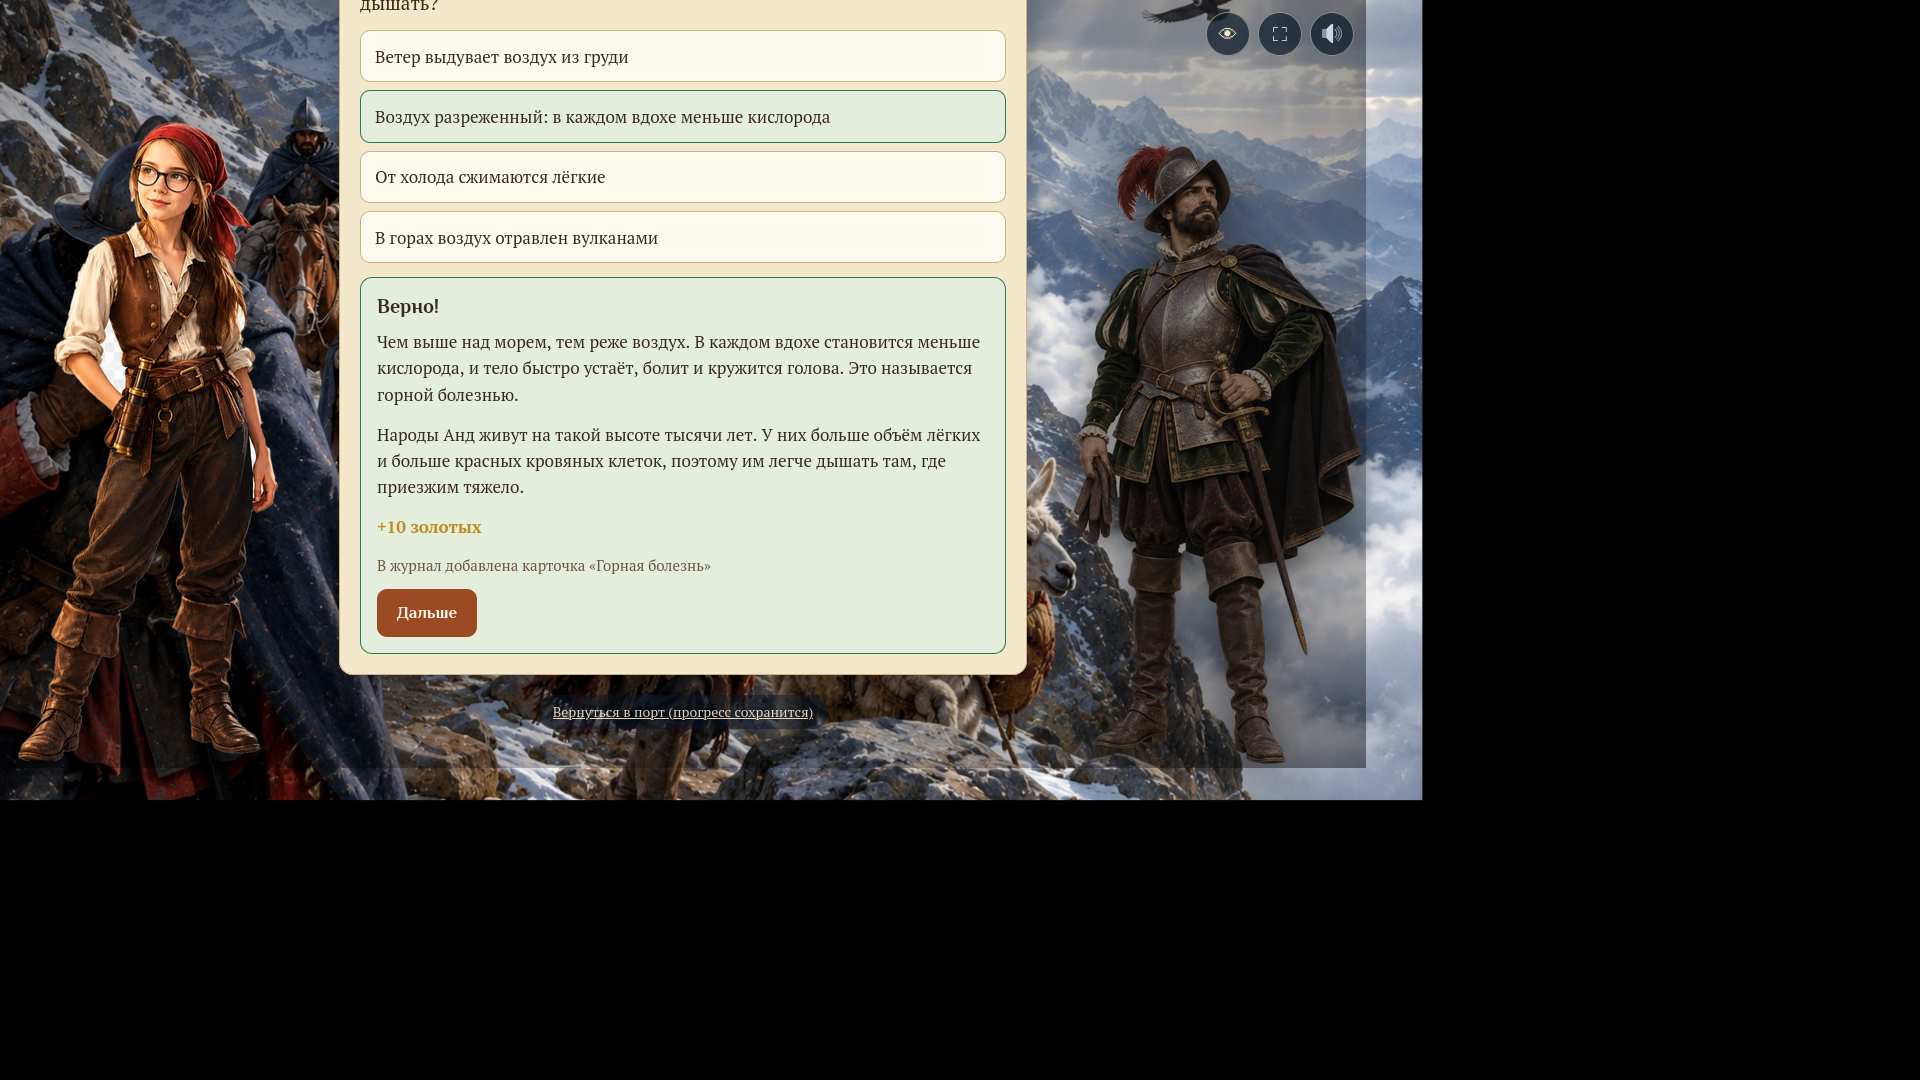 дышать?
Ветер выдувает воздух из груди
Воздух разреженный: в каждом вдохе меньше кислорода
От холода сжимаются лёгкие
В горах воздух отравлен вулканами
Верно!
Чем выше над морем, тем реже воздух. В каждом вдохе становится меньше
кислорода, и тело быстро устаёт, болит и кружится голова. Это называется
горной болезнью.
Народы Анд живут на такой высоте тысячи лет. У них больше объём лёгких
и больше красных кровяных клеток, поэтому им легче дышать там, где
приезжим тяжело.
+10 золотых
В журнал добавлена карточка «Горная болезнь»
Дальше
Вернуться в порт (прогресс сохранится)